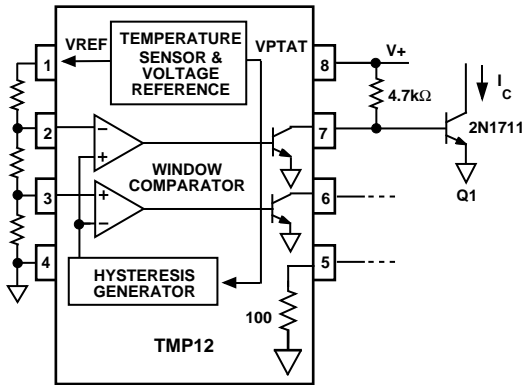 TEMPERATURE
SENSOR &
VOLTAGE
REFERENCE
VREF
VPTAT
1
2
3
4
8
7
6
5
V+
4.7kΩ
I
C
2N1711
Q1
−
+
WINDOW
COMPARATOR
+
−
HYSTERESIS
GENERATOR
100
TMP12